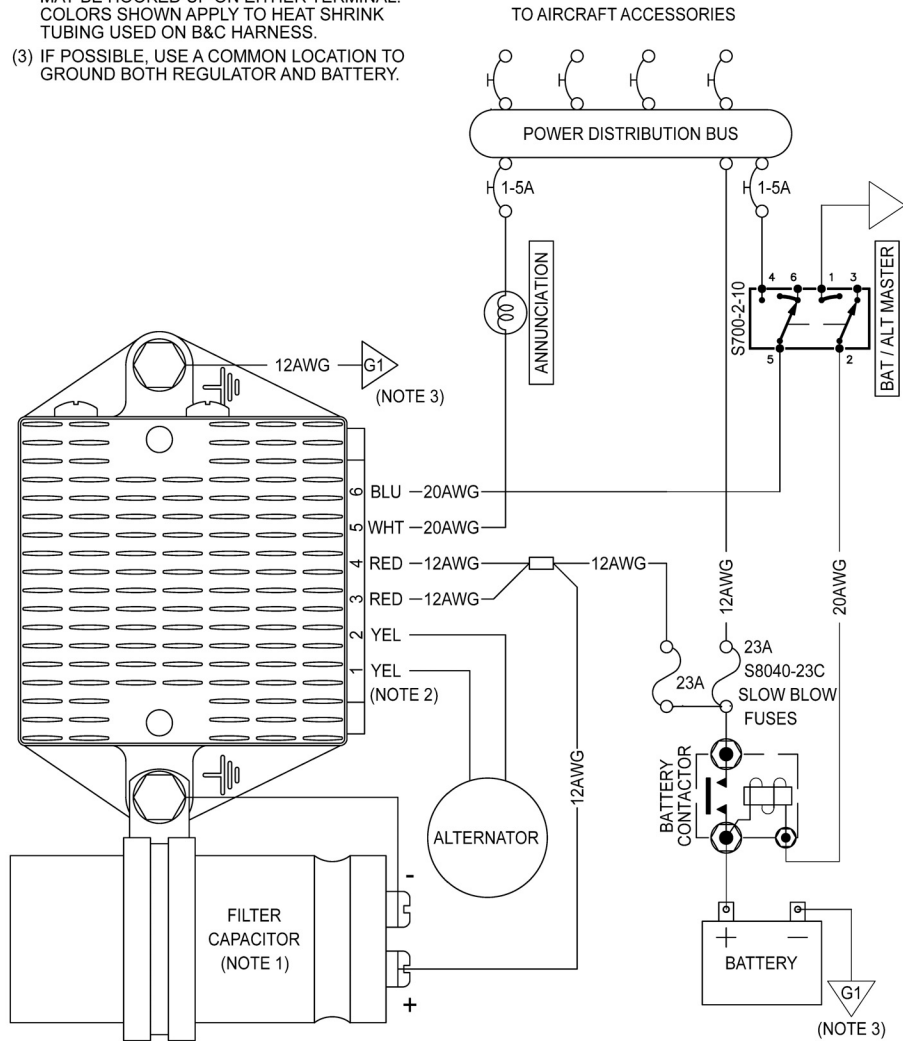 MAY BE HOOKED UP ON EITHER TERMINAL.
COLORS SHOWN APPLY TO HEAT SHRINK
TUBING USED ON B&C HARNESS.
(3) IF POSSIBLE, USE A COMMON LOCATION TO
GROUND BOTH REGULATOR AND BATTERY.
TO AIRCRAFT ACCESSORIES
POWER DISTRIBUTION BUS
1-5A
1-5A
ANNUNCIATION
S700-2-10
4 6 1 3
5 2
BAT / ALT MASTER
12AWG
G1
(NOTE 3)
6 BLU 20AWG
5 WHT 20AWG
4 RED 12AWG
3 RED 12AWG
2 YEL
1 YEL
(NOTE 2)
12AWG
12AWG
20AWG
23A
23A
S8040-23C
SLOW BLOW
FUSES
12AWG
BATTERY
CONTACTOR
ALTERNATOR
FILTER
CAPACITOR
(NOTE 1)
-
+
+ −
BATTERY
G1
(NOTE 3)